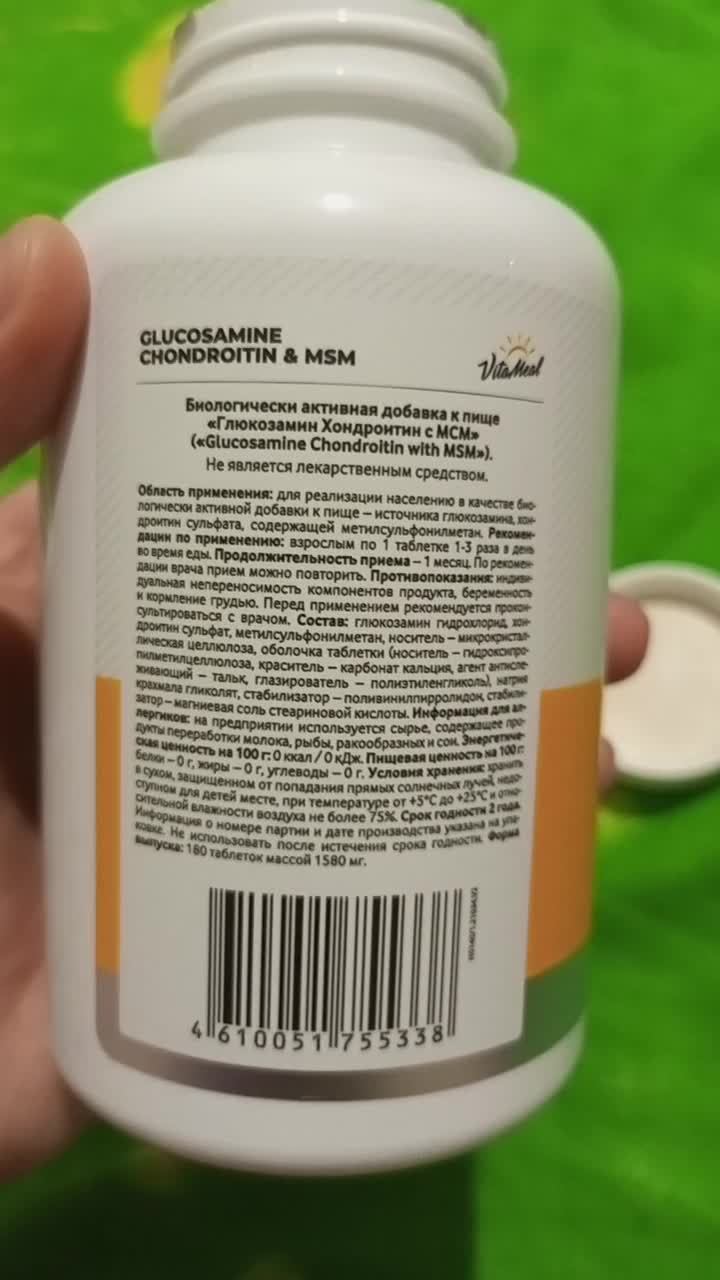 GLUCOSAMINE
CHONDROITIN & MSM
VitaMeal
Биологически активная добавка к пище
«Глюкозамин Хондроитин с МСМ»
(«Glucosamine Chondroitin with MSM»).
Не является лекарственным средством.
Область применения: для реализации населению в качестве био-
логически активной добавки к пище – источника глюкозамина, хон-
дроитин сульфата, содержащей метилсульфонилметан. Рекомен-
дации по применению: взрослым по 1 таблетке 1-3 раза в день
во время еды. Продолжительность приема – 1 месяц. По рекомен-
дации врача прием можно повторить. Противопоказания: индиви-
дуальная непереносимость компонентов продукта, беременность
и кормление грудью. Перед применением рекомендуется прокон-
сультироваться с врачом. Состав: глюкозамин гидрохлорид, хон-
дроитин сульфат, метилсульфонилметан, носитель – микрокристал-
лическая целлюлоза, оболочка таблетки (носитель – гидроксипро-
пилметилцеллюлоза, краситель – карбонат кальция, агент антисле-
живающий – тальк, глазирователь – полиэтиленгликоль), натрия
крахмала гликолят, стабилизатор – поливинилпирролидон, стабили-
затор – магниевая соль стеариновой кислоты. Информация для ал-
лергиков: на предприятии используется сырье, содержащее про-
дукты переработки молока, рыбы, ракообразных и сои. Энергетиче-
ская ценность на 100 г: 0 ккал / 0 кДж. Пищевая ценность на 100 г:
белки – 0 г, жиры – 0 г, углеводы – 0 г. Условия хранения: хранить
в сухом, защищенном от попадания прямых солнечных лучей, недо-
ступном для детей месте, при температуре от +5°C до +25°C и отно-
сительной влажности воздуха не более 75%. Срок годности 2 года.
Информация о номере партии и дате производства указана на упа-
ковке. Не использовать после истечения срока годности. Форма
выпуска: 180 таблеток массой 1580 мг.
4 610051 755338